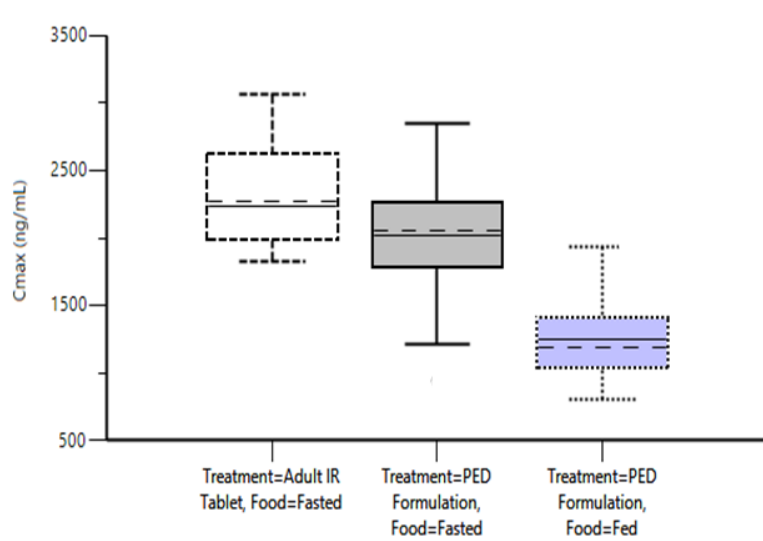 3500
2500
1500
500
Cmax (ng/mL)
Treatment=Adult IR
Tablet, Food=Fasted
Treatment=PED
Formulation,
Food=Fasted
Treatment=PED
Formulation,
Food=Fed